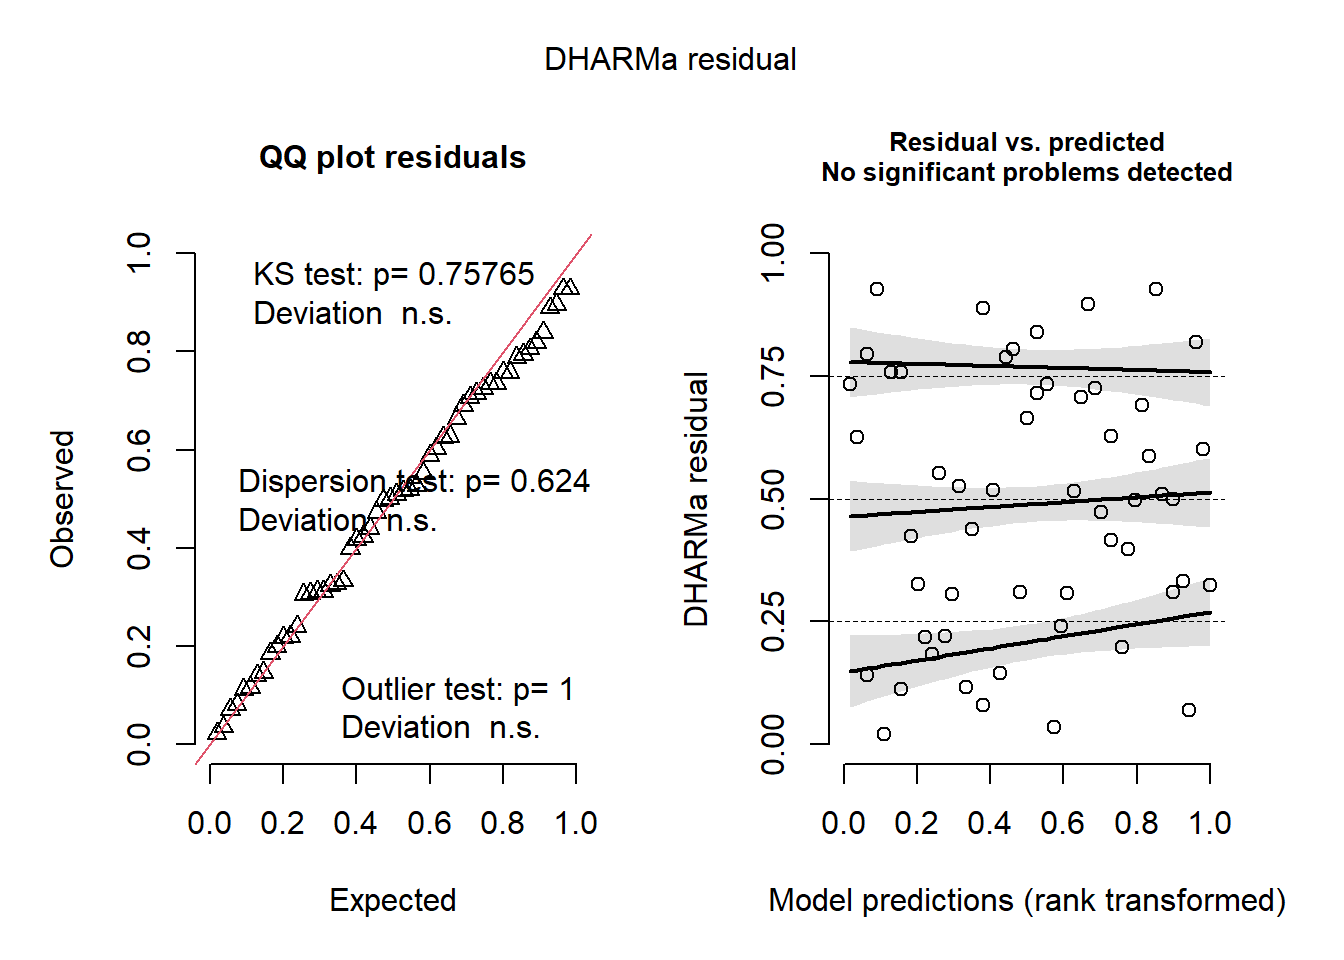 DHARMa residual
QQ plot residuals
KS test: p= 0.75765
Deviation  n.s.
Dispersion test: p= 0.624
Deviation  n.s.
Outlier test: p= 1
Deviation  n.s.
Observed
0.0
0.2
0.4
0.6
0.8
1.0
0.0 0.2 0.4 0.6 0.8 1.0
Expected
Residual vs. predicted
No significant problems detected
DHARMa residual
0.00
0.25
0.50
0.75
1.00
0.0 0.2 0.4 0.6 0.8 1.0
Model predictions (rank transformed)